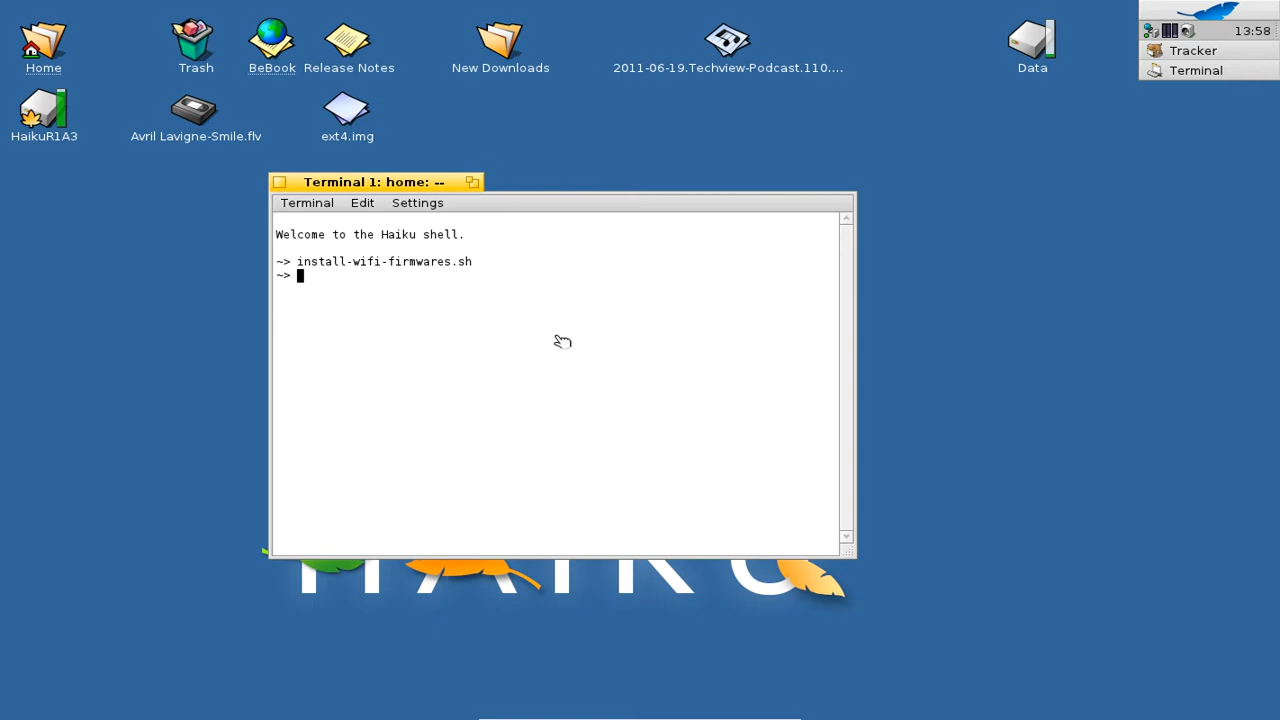 Home
Trash
BeBook
Release Notes
New Downloads
2011-06-19.Techview-Podcast.110....
Data
13:58
Tracker
Terminal
HaikuR1A3
Avril Lavigne-Smile.flv
ext4.img
Terminal 1: home: --
Terminal Edit Settings
Welcome to the Haiku shell.
~> install-wifi-firmwares.sh
~>
HAIKU